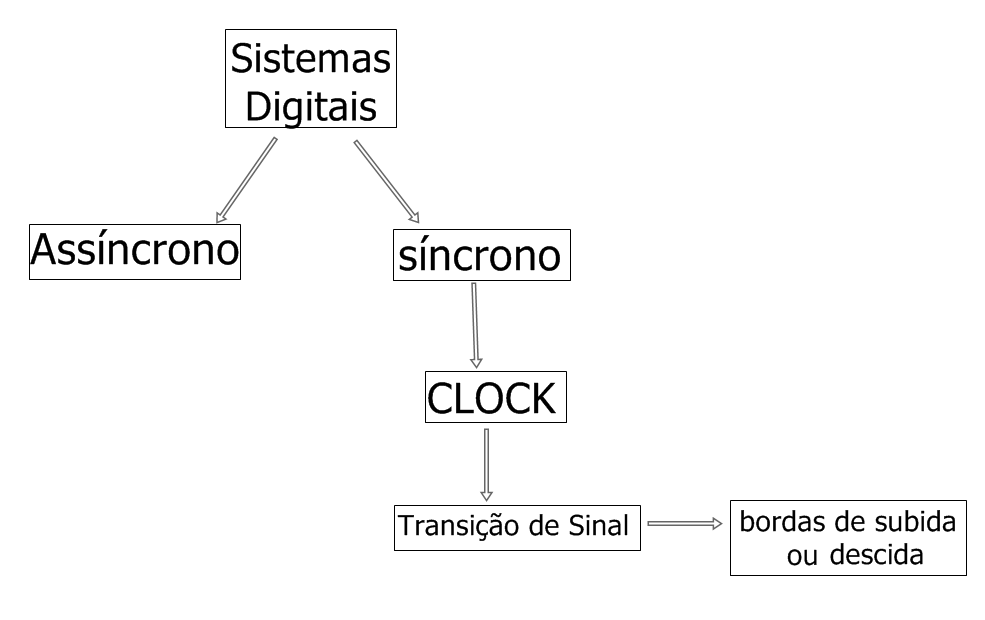 Sistemas
Digitais
Assíncrono
síncrono
CLOCK
Transição de Sinal
bordas de subida
ou descida